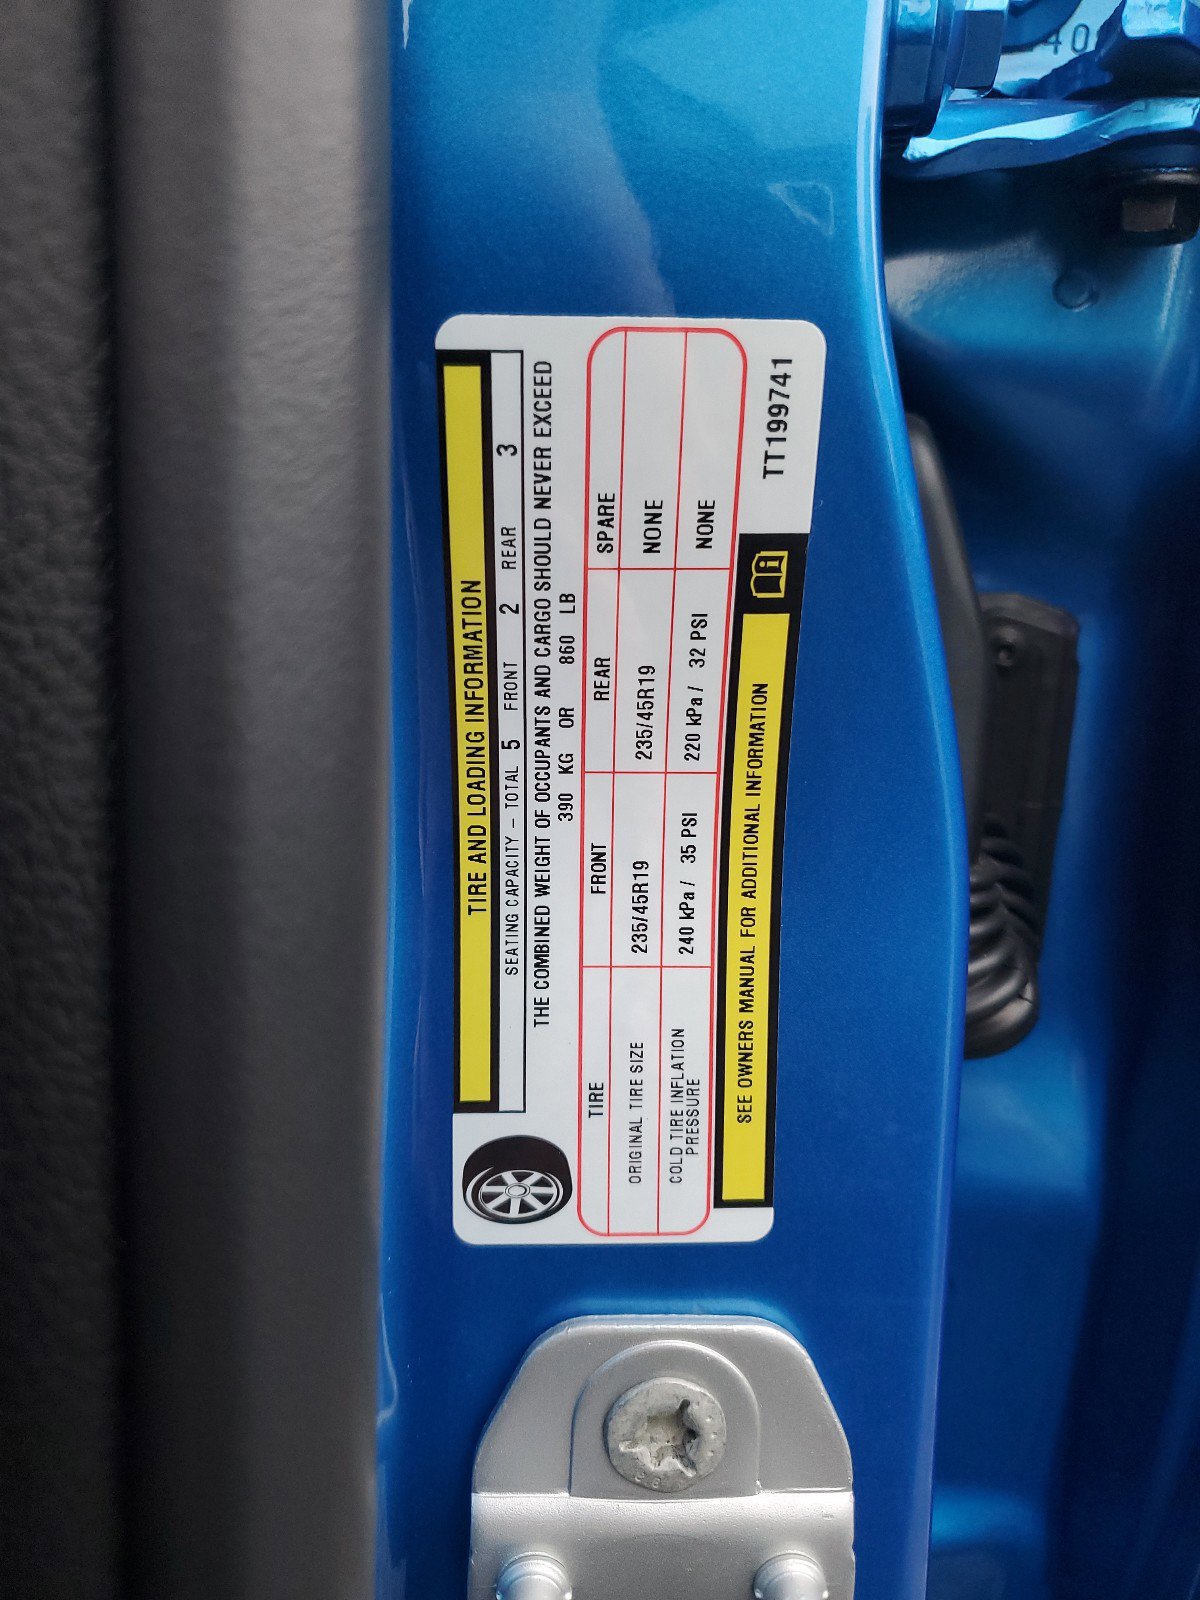 TIRE AND LOADING INFORMATION
SEATING CAPACITY – TOTAL 5 FRONT 2 REAR 3
THE COMBINED WEIGHT OF OCCUPANTS AND CARGO SHOULD NEVER EXCEED
390 KG OR 860 LB
TIRE FRONT REAR SPARE
ORIGINAL TIRE SIZE 235/45R19 235/45R19 NONE
COLD TIRE INFLATION
PRESSURE 240 kPa / 35 PSI 220 kPa / 32 PSI NONE
SEE OWNERS MANUAL FOR ADDITIONAL INFORMATION
TT199741